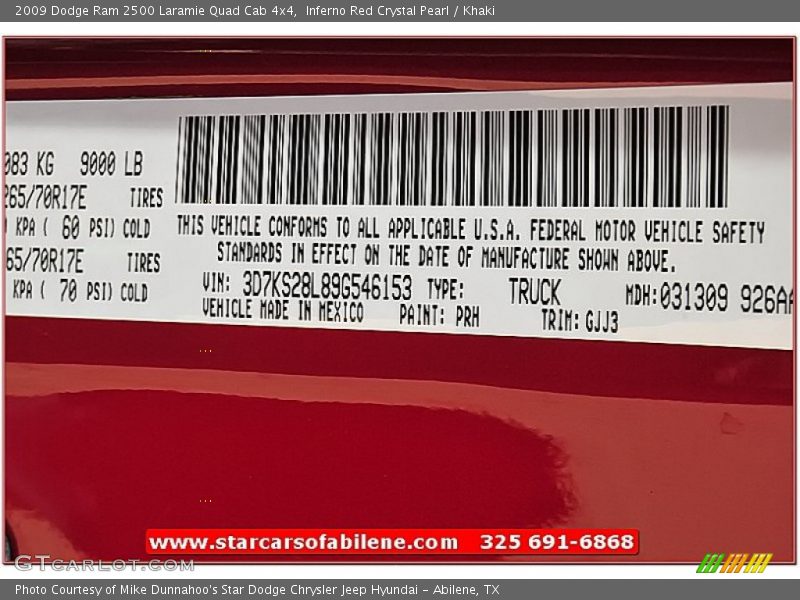 2009 Dodge Ram 2500 Laramie Quad Cab 4x4,  Inferno Red Crystal Pearl / Khaki
083 KG 9000 LB
265/70R17E TIRES
KPA ( 60 PSI) COLD
65/70R17E TIRES
KPA ( 70 PSI) COLD
THIS VEHICLE CONFORMS TO ALL APPLICABLE U.S.A. FEDERAL MOTOR VEHICLE SAFETY
STANDARDS IN EFFECT ON THE DATE OF MANUFACTURE SHOWN ABOVE.
VIN: 3D7KS28L89G546153 TYPE: TRUCK MDH:031309 926AA
VEHICLE MADE IN MEXICO PAINT: PRH TRIM: GJJ3
www.starcarsofabilene.com 325 691-6868
GTCARLOT.COM
Photo Courtesy of Mike Dunnahoo's Star Dodge Chrysler Jeep Hyundai - Abilene, TX